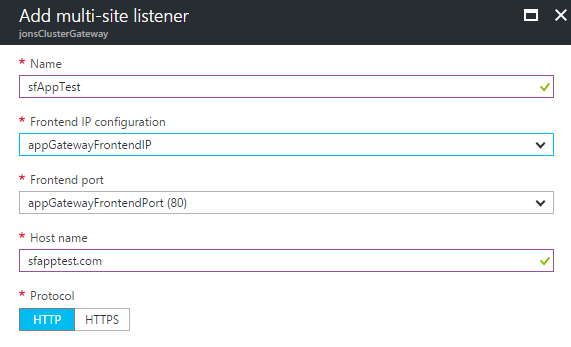 Add multi-site listener
jonsClusterGateway
* Name
sfAppTest
* Frontend IP configuration
appGatewayFrontendIP
* Frontend port
appGatewayFrontendPort (80)
* Host name
sfapptest.com
* Protocol
HTTP HTTPS